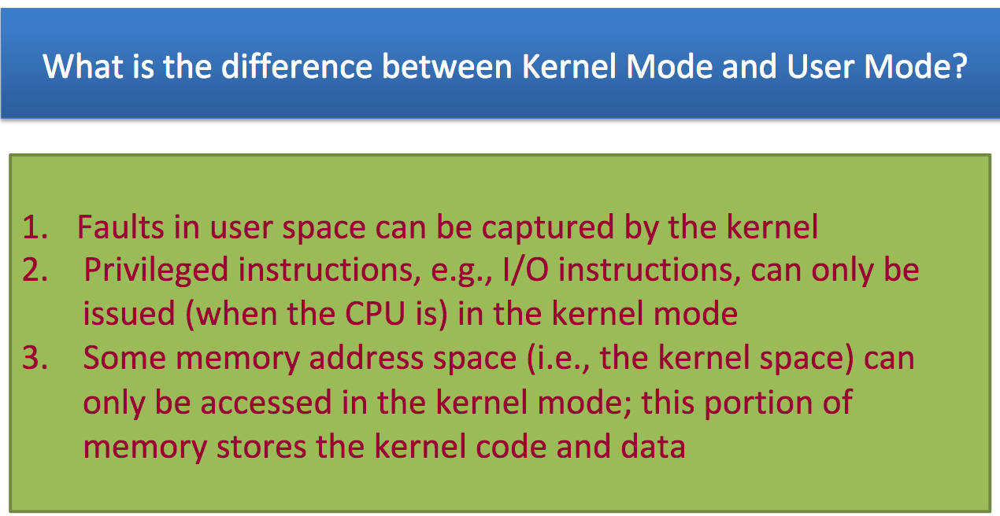 What is the difference between Kernel Mode and User Mode?
1. Faults in user space can be captured by the kernel
2. Privileged instructions, e.g., I/O instructions, can only be
issued (when the CPU is) in the kernel mode
3. Some memory address space (i.e., the kernel space) can
only be accessed in the kernel mode; this portion of
memory stores the kernel code and data